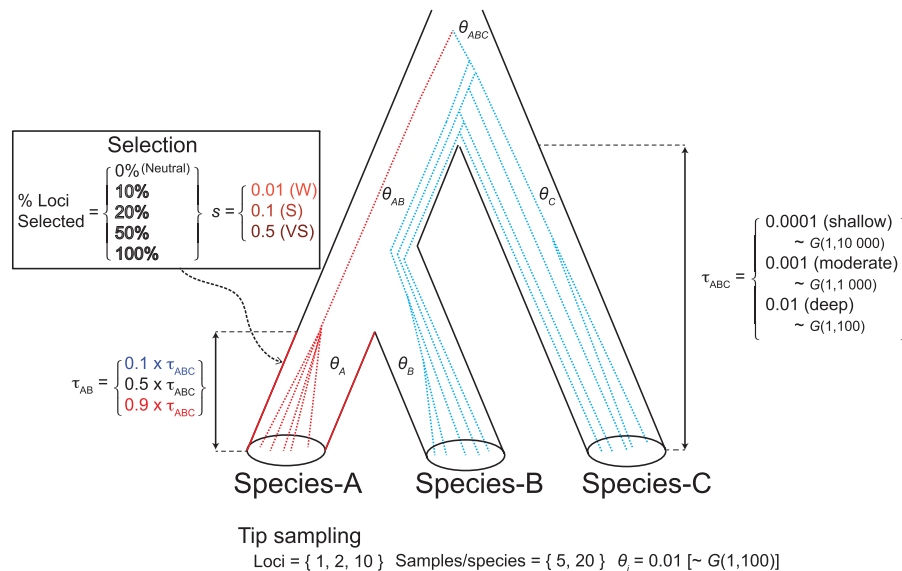 θABC
Selection
% Loci Selected = { 0% (Neutral)
10%
20%
50%
100% }
s = { 0.01 (W)
0.1 (S)
0.5 (VS)
θAB
θC
τABC = { 0.0001 (shallow)
~ G(1,10 000)
0.001 (moderate)
~ G(1,1 000)
0.01 (deep)
~ G(1,100) }
τAB = { 0.1 x τABC
0.5 x τABC
0.9 x τABC }
θA
θB
Species-A
Species-B
Species-C
Tip sampling
Loci = { 1, 2, 10 } Samples/species = { 5, 20 } θi = 0.01 [~ G(1,100)]